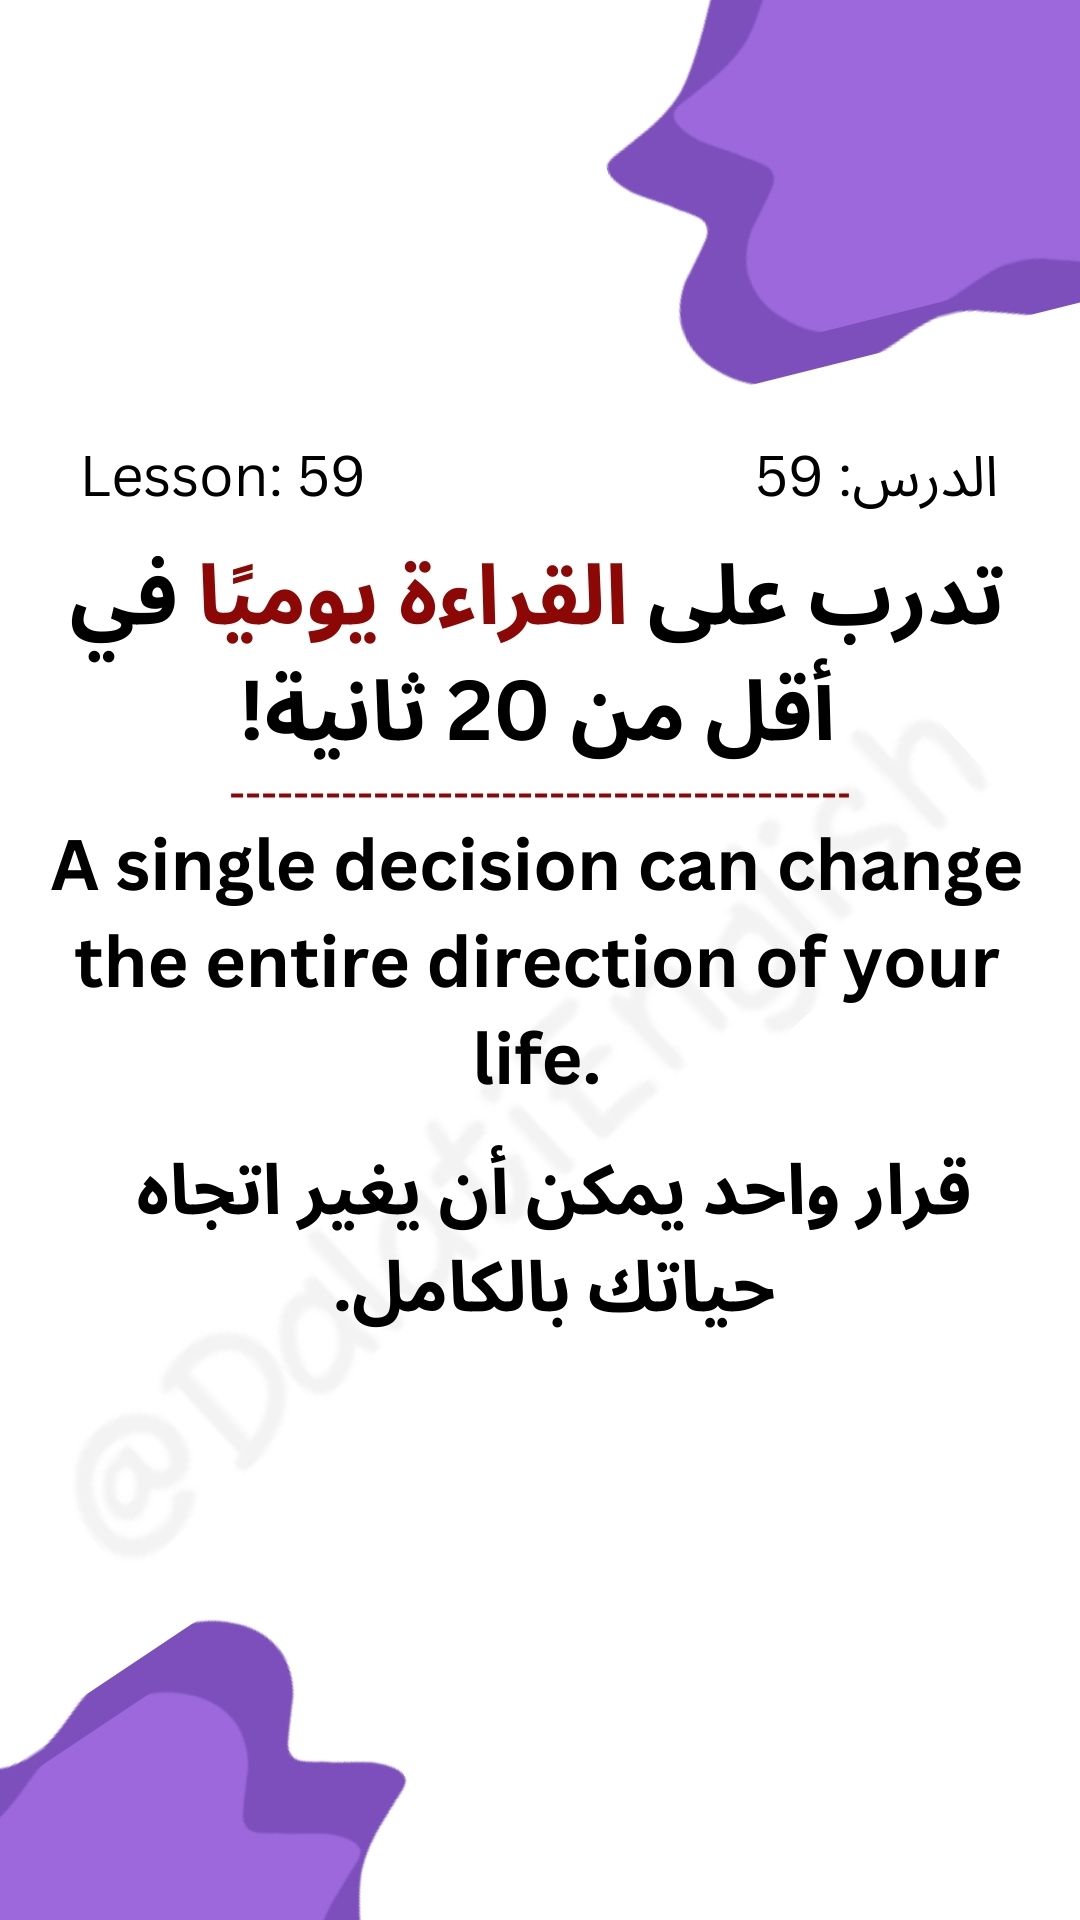 Lesson: 59
الدرس: 59
تدرب على القراءة يوميًا في
أقل من 20 ثانية!
---------------------------------------
A single decision can change
the entire direction of your
life.
قرار واحد يمكن أن يغير اتجاه
حياتك بالكامل.
@DalatiEnglish